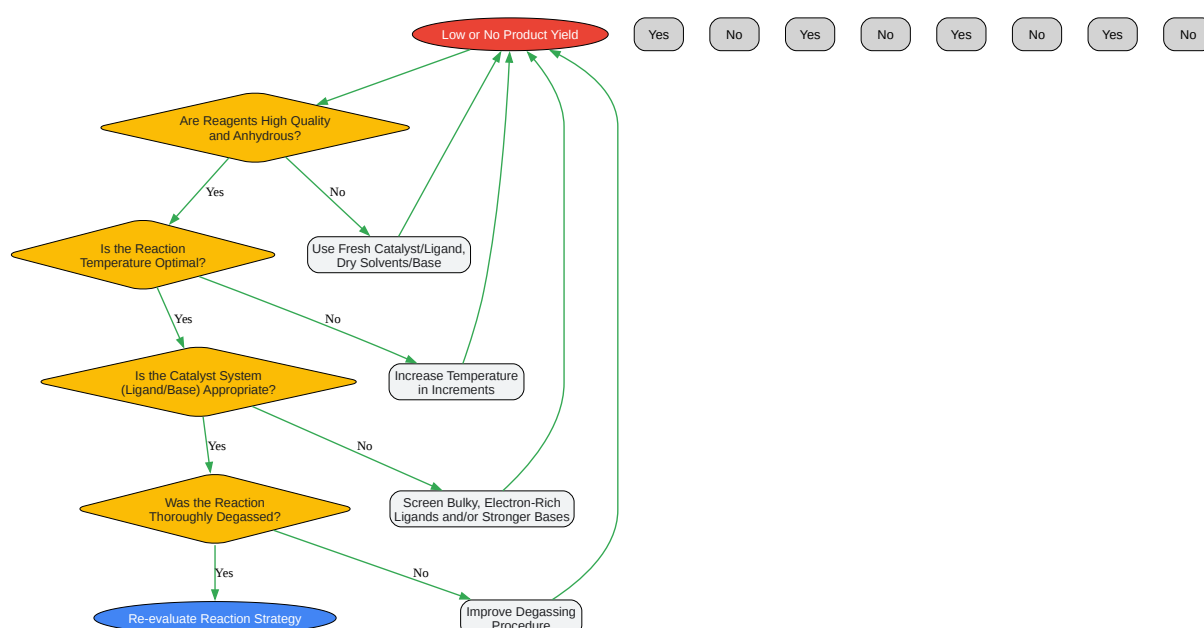 Low or No Product Yield
Yes
No
Yes
No
Yes
No
Yes
No
Are Reagents High Quality
and Anhydrous?
Yes
No
Is the Reaction
Temperature Optimal?
Use Fresh Catalyst/Ligand,
Dry Solvents/Base
Yes
No
Is the Catalyst System
(Ligand/Base) Appropriate?
Increase Temperature
in Increments
Yes
No
Was the Reaction
Thoroughly Degassed?
Screen Bulky, Electron-Rich
Ligands and/or Stronger Bases
Yes
No
Re-evaluate Reaction Strategy
Improve Degassing
Procedure